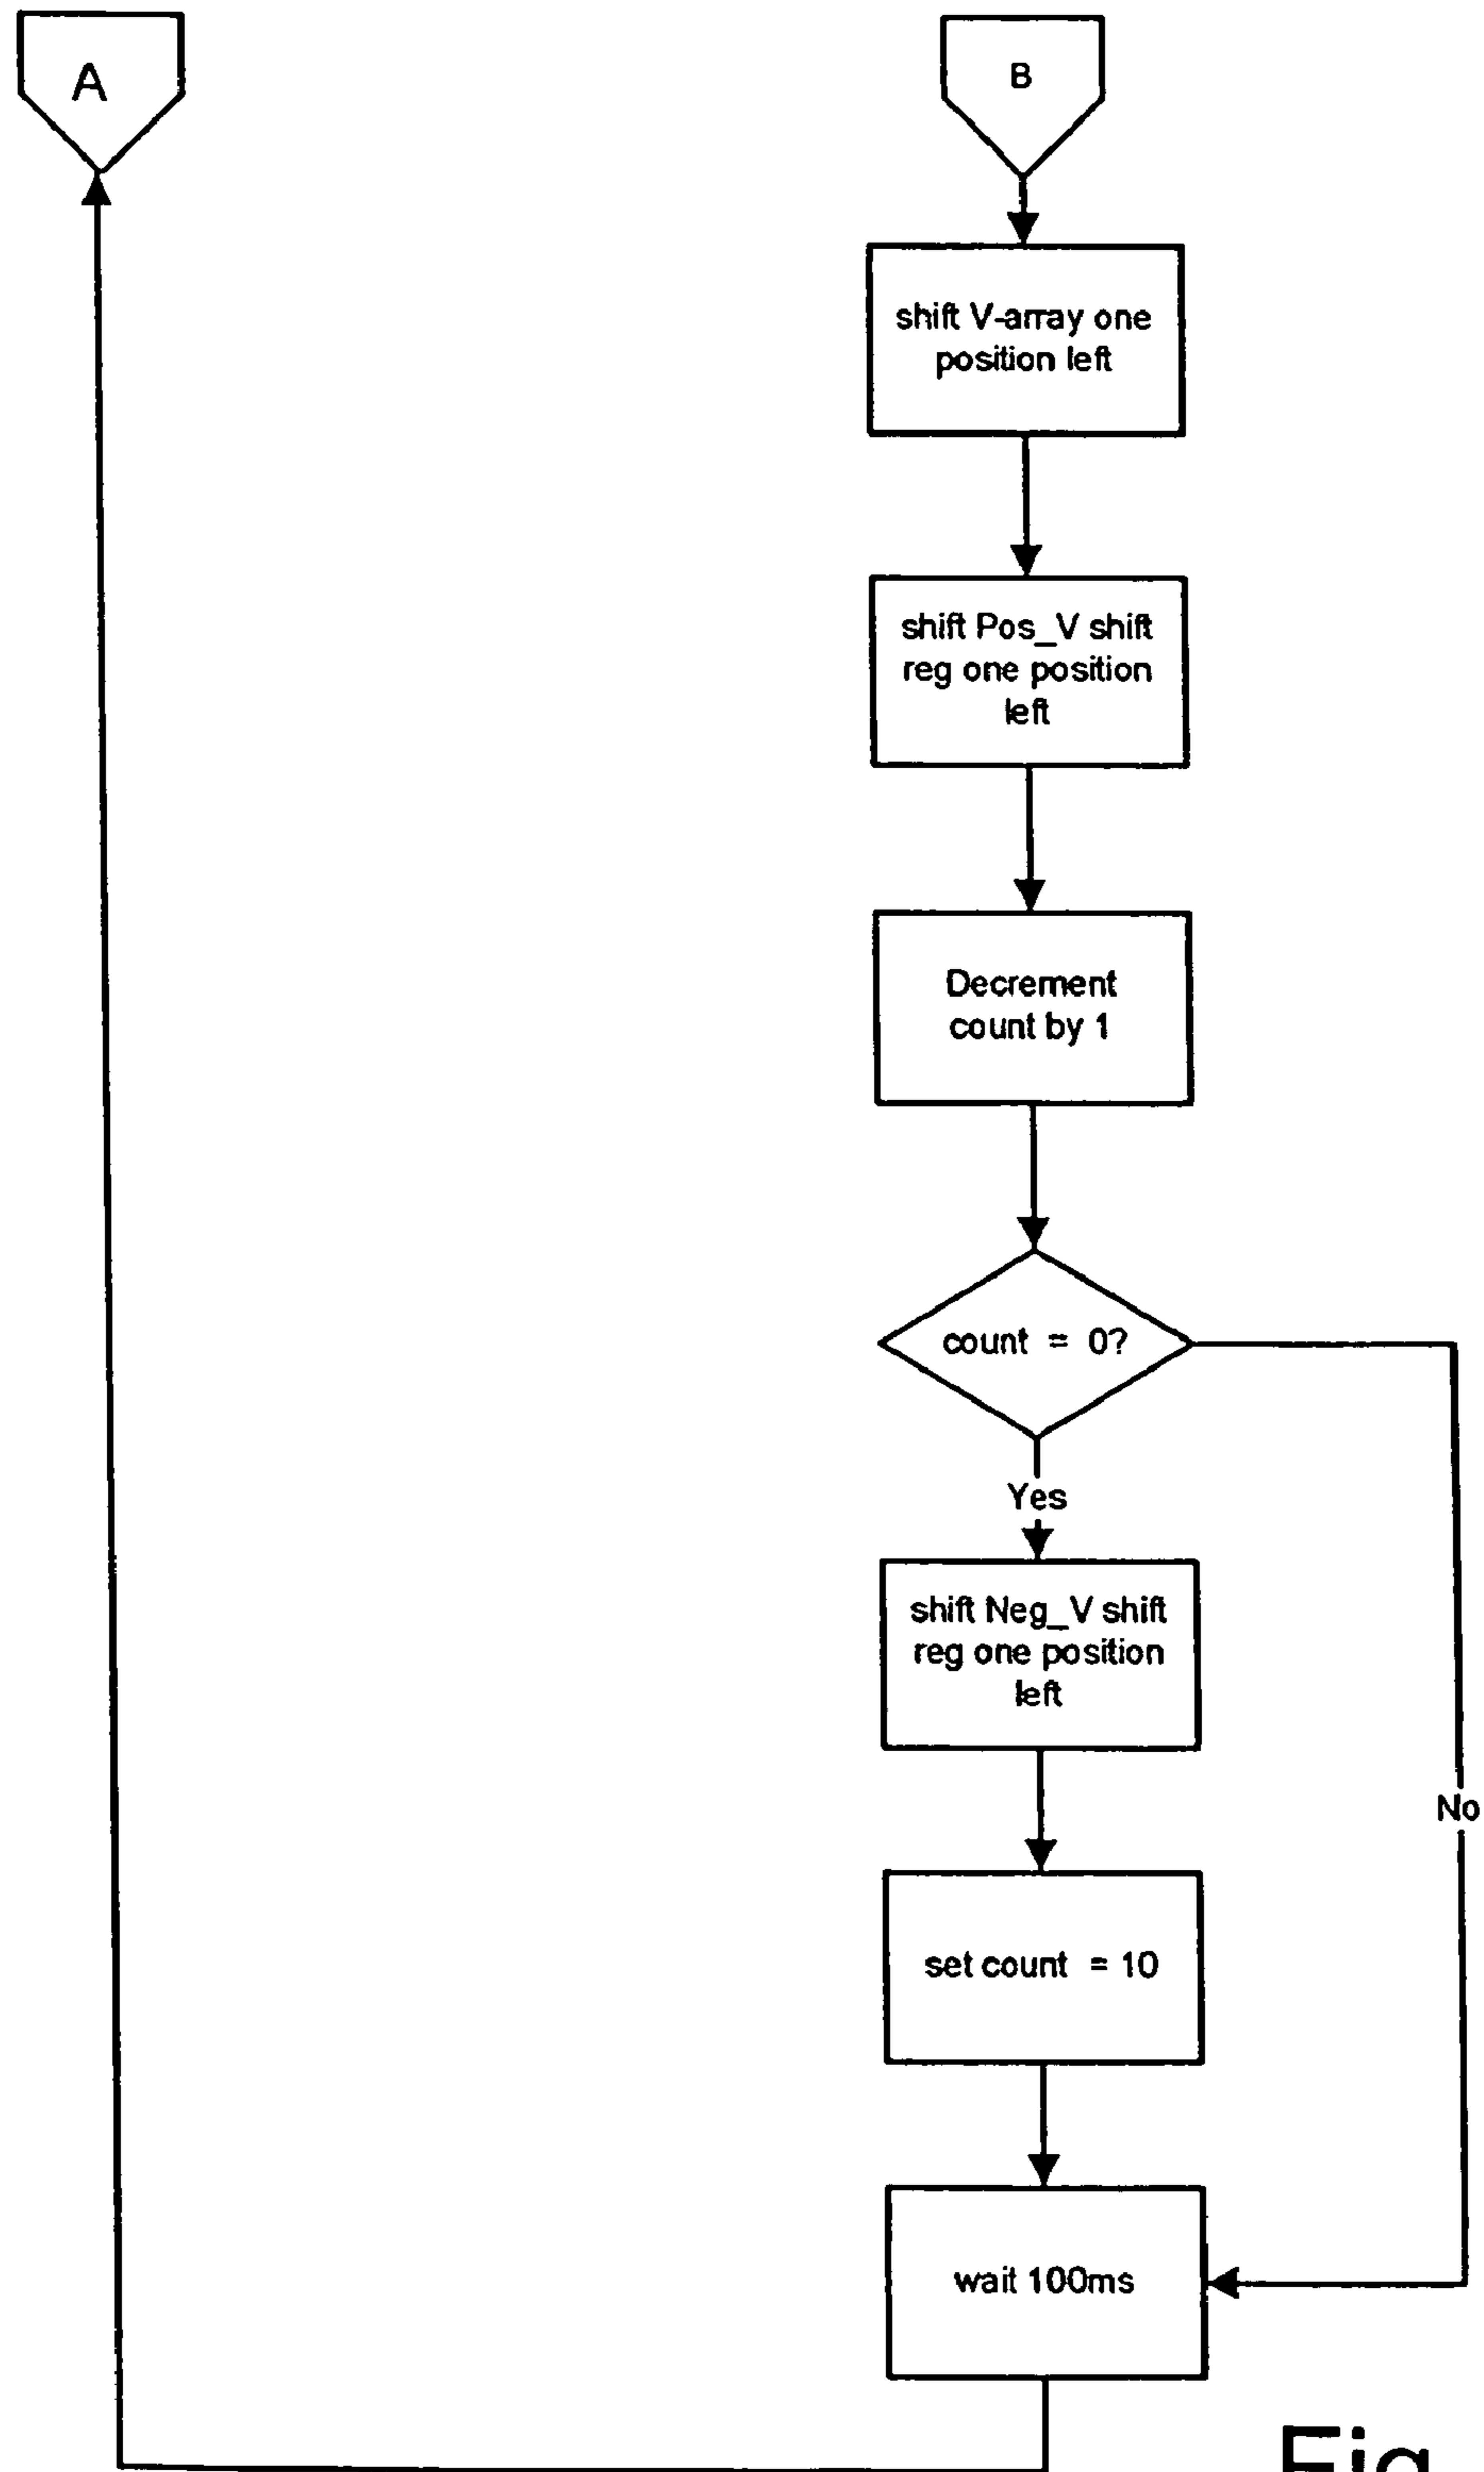 A
B
shift V-array one
position left
shift Pos_V shift
reg one position
left
Decrement
count by 1
count = 0?
Yes
shift Neg_V shift
reg one position
left
No
set count = 10
wait 100ms
Fig